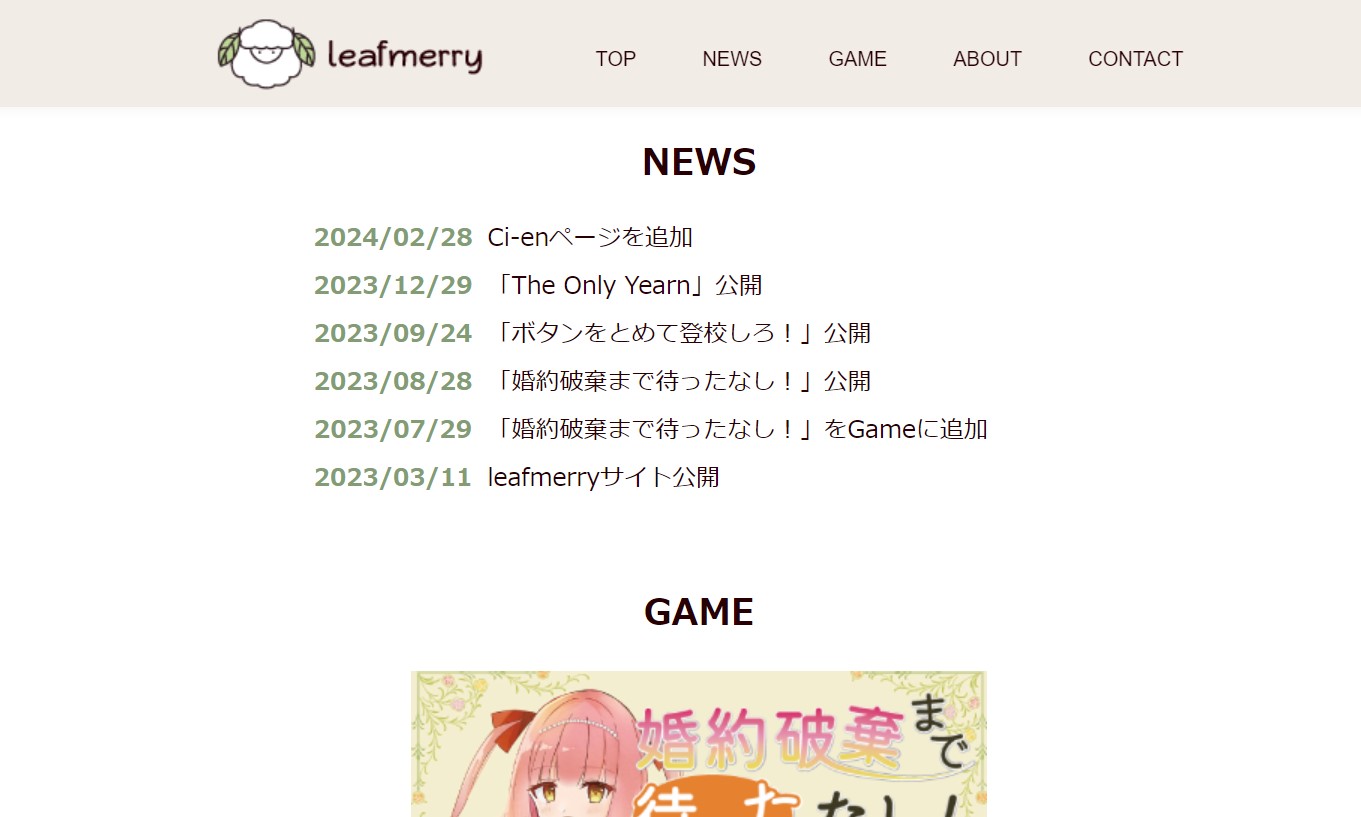 leafmerry
TOP
NEWS
GAME
ABOUT
CONTACT
NEWS
2024/02/28 Ci-enページを追加
2023/12/29 「The Only Yearn」公開
2023/09/24 「ボタンをとめて登校しろ！」公開
2023/08/28 「婚約破棄まで待ったなし！」公開
2023/07/29 「婚約破棄まで待ったなし！」をGameに追加
2023/03/11 leafmerryサイト公開
GAME
婚約破棄まで
待ったなし！